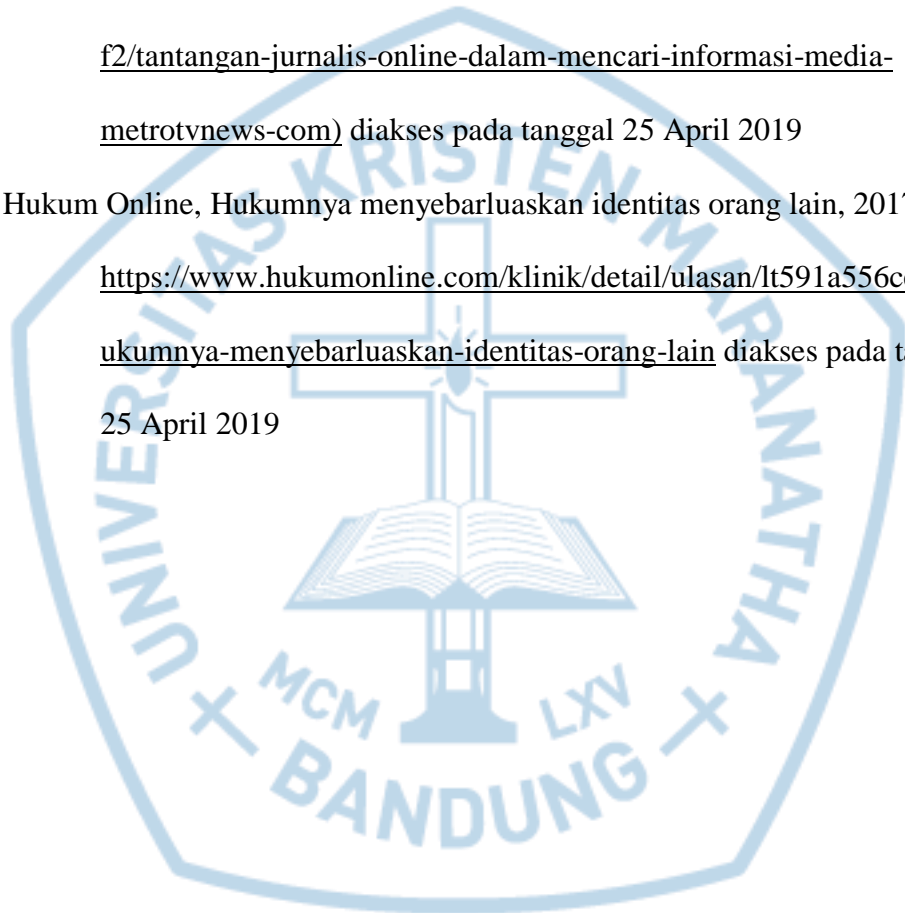 f2/tantangan-jurnalis-online-dalam-mencari-informasi-media-
metrotvnews-com) diakses pada tanggal 25 April 2019
Hukum Online, Hukumnya menyebarluaskan identitas orang lain, 2017
https://www.hukumonline.com/klinik/detail/ulasan/lt591a556c
ukumnya-menyebarluaskan-identitas-orang-lain diakses pada ta
25 April 2019
UNIVERSITAS KRISTEN MARANATHA
MCM LXV
BANDUNG